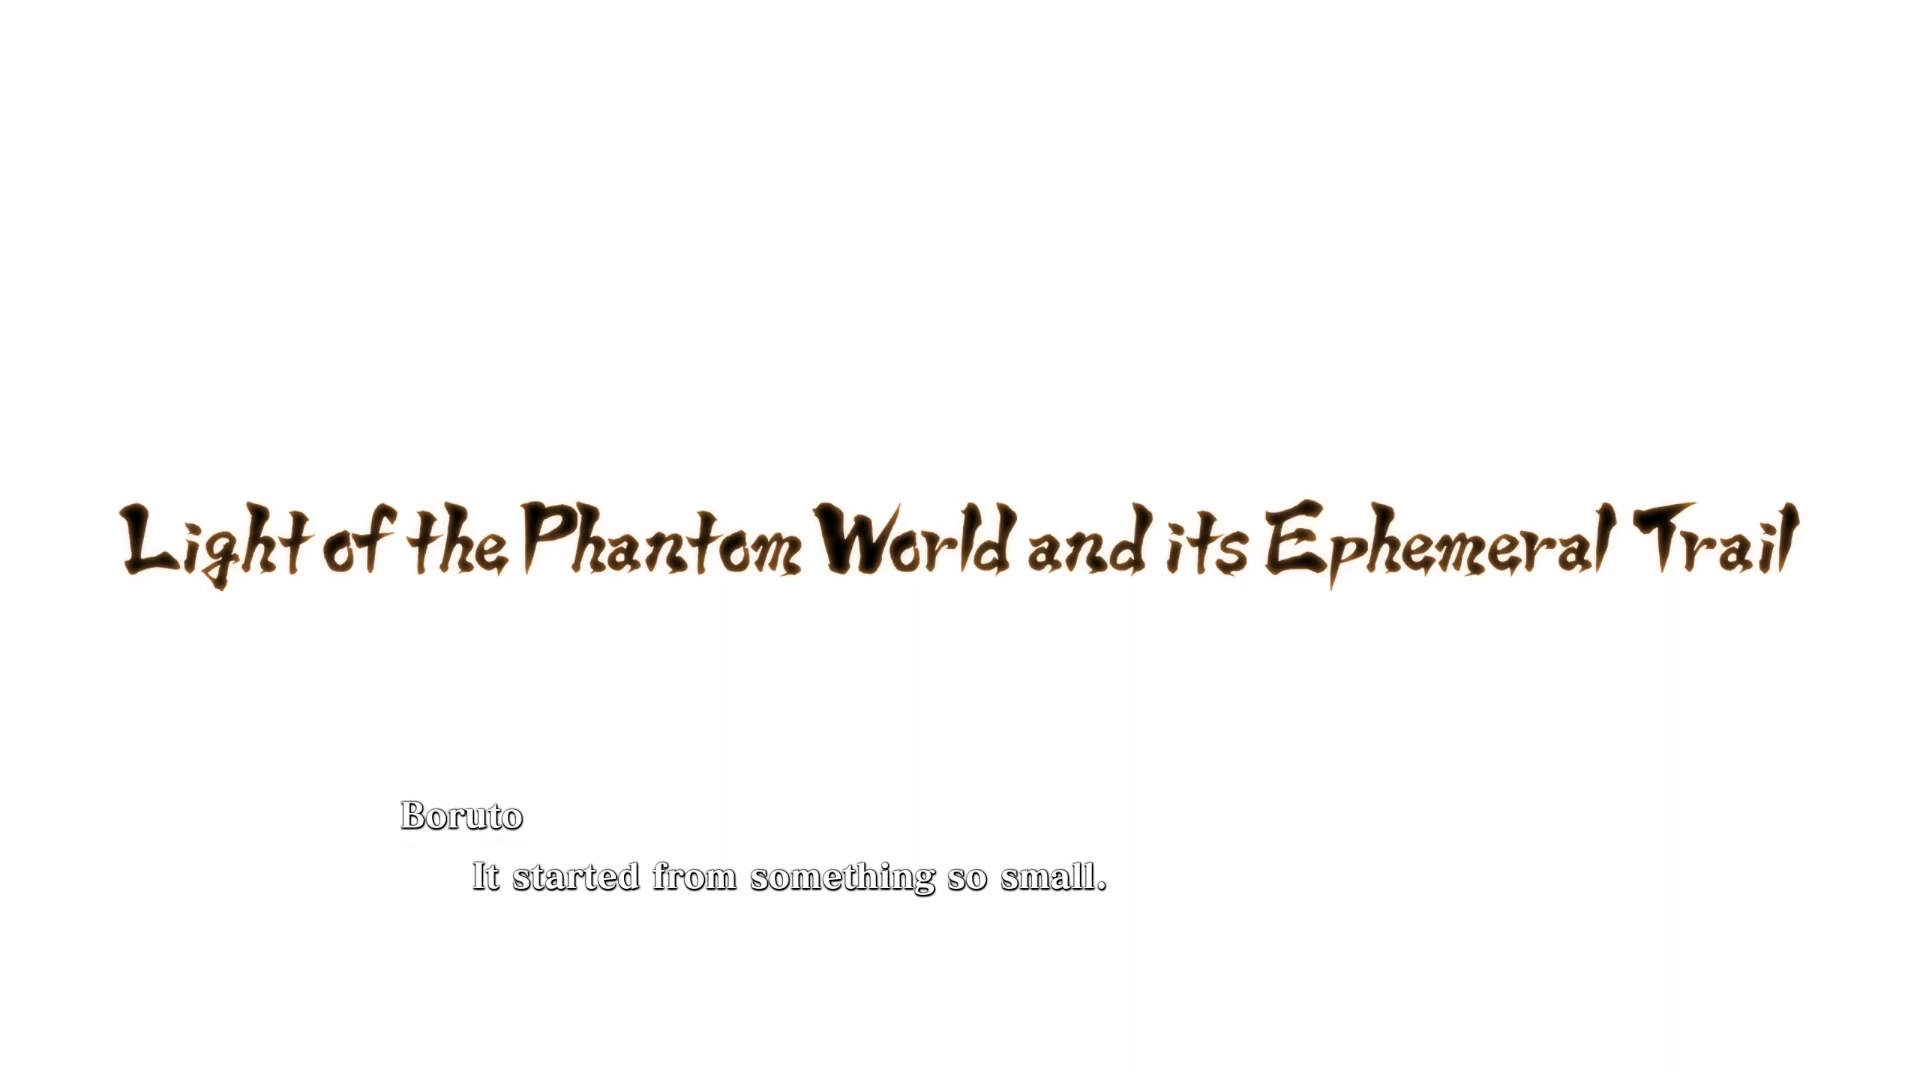 Light of the Phantom World and its Ephemeral Trail
Boruto
It started from something so small.